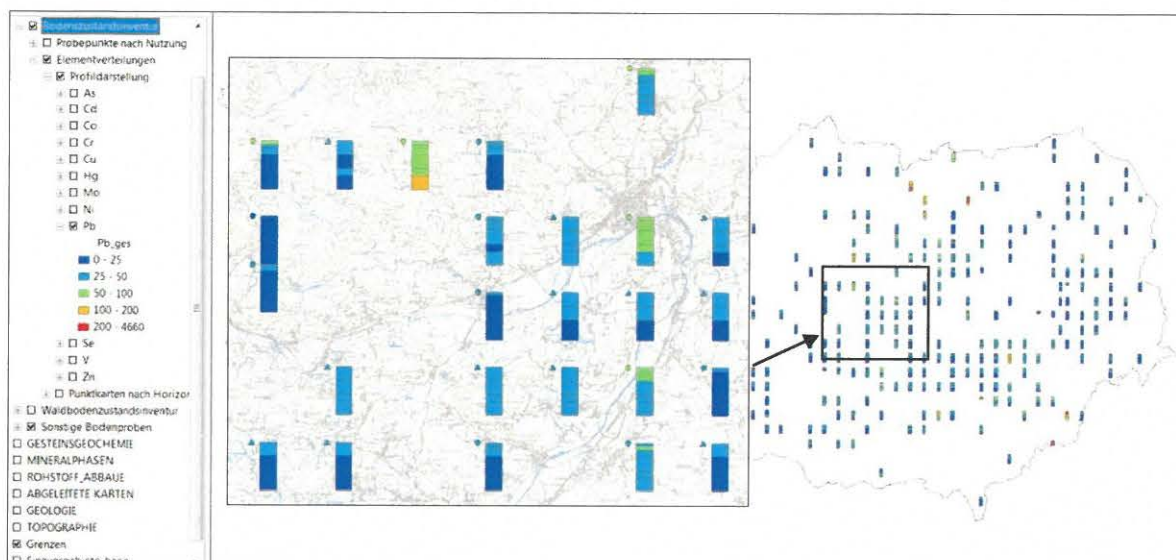 Bodenzustandsinventur
Probepunkte nach Nutzung
Elementverteilungen
Profildarstellung
As
Cd
Co
Cr
Cu
Hg
Mo
Ni
Pb
Pb_ges
0 - 25
25 - 50
50 - 100
100 - 200
200 - 4660
Se
V
Zn
Punktkarten nach Horizor
Waldbodenzustandsinventur
Sonstige Bodenproben
GESTEINSGEOCHEMIE
MINERALPHASEN
ROHSTOFF_ABBAUE
ABGELEITETE KARTEN
GEOLOGIE
TOPOGRAPHIE
Grenzen